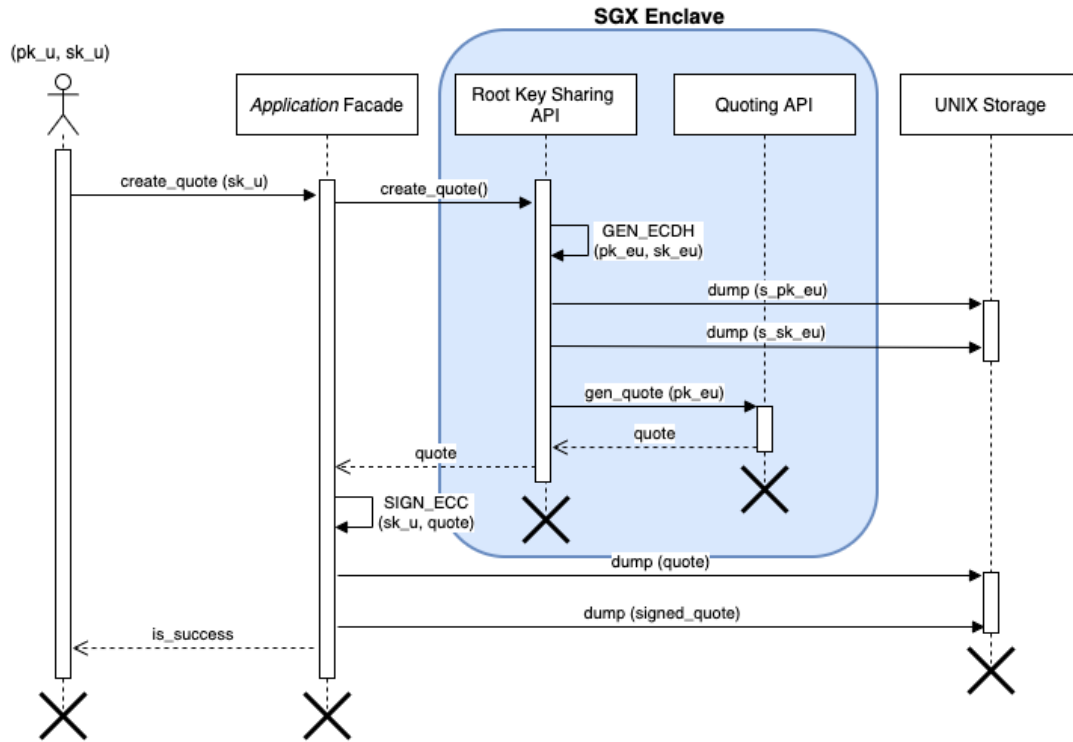 SGX Enclave
(pk_u, sk_u)
Application Facade
Root Key Sharing
API
Quoting API
UNIX Storage
create_quote (sk_u)
create_quote()
GEN_ECDH
(pk_eu, sk_eu)
dump (s_pk_eu)
dump (s_sk_eu)
gen_quote (pk_eu)
quote
quote
SIGN_ECC
(sk_u, quote)
dump (quote)
dump (signed_quote)
is_success